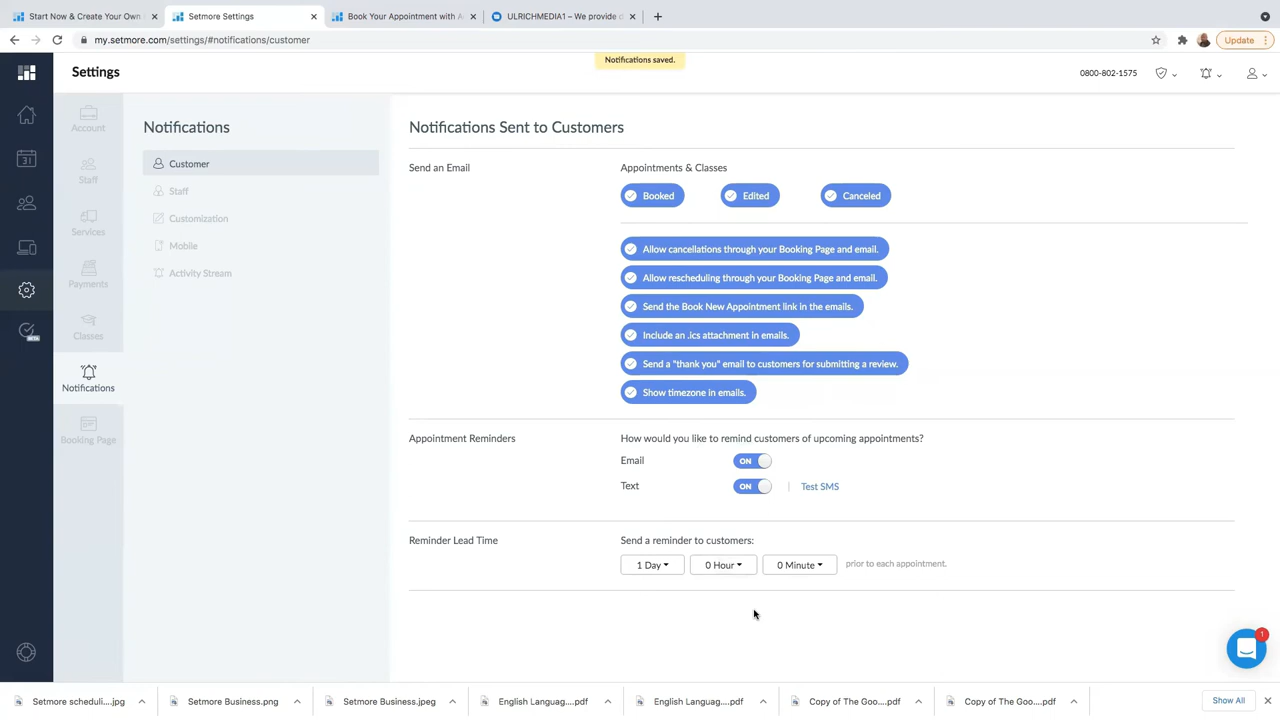 Start Now & Create Your Own
Setmore Settings
Book Your Appointment with A
ULRICHMEDIA1 – We provide d
my.setmore.com/settings/#notifications/customer
Update
Settings
Notifications saved.
0800-802-1575
Account
Staff
Services
Payments
Classes
Notifications
Booking Page
31
BETA
Notifications
Customer
Staff
Customization
Mobile
Activity Stream
Notifications Sent to Customers
Send an Email
Appointments & Classes
Booked
Edited
Canceled
Allow cancellations through your Booking Page and email.
Allow rescheduling through your Booking Page and email.
Send the Book New Appointment link in the emails.
Include an .ics attachment in emails.
Send a "thank you" email to customers for submitting a review.
Show timezone in emails.
Appointment Reminders
How would you like to remind customers of upcoming appointments?
Email
ON
Text
ON
Test SMS
Reminder Lead Time
Send a reminder to customers:
1 Day
0 Hour
0 Minute
prior to each appointment.
1
Setmore scheduli....jpg
Setmore Business.png
Setmore Business.jpeg
English Languag....pdf
English Languag....pdf
Copy of The Goo....pdf
Copy of The Goo....pdf
Show All